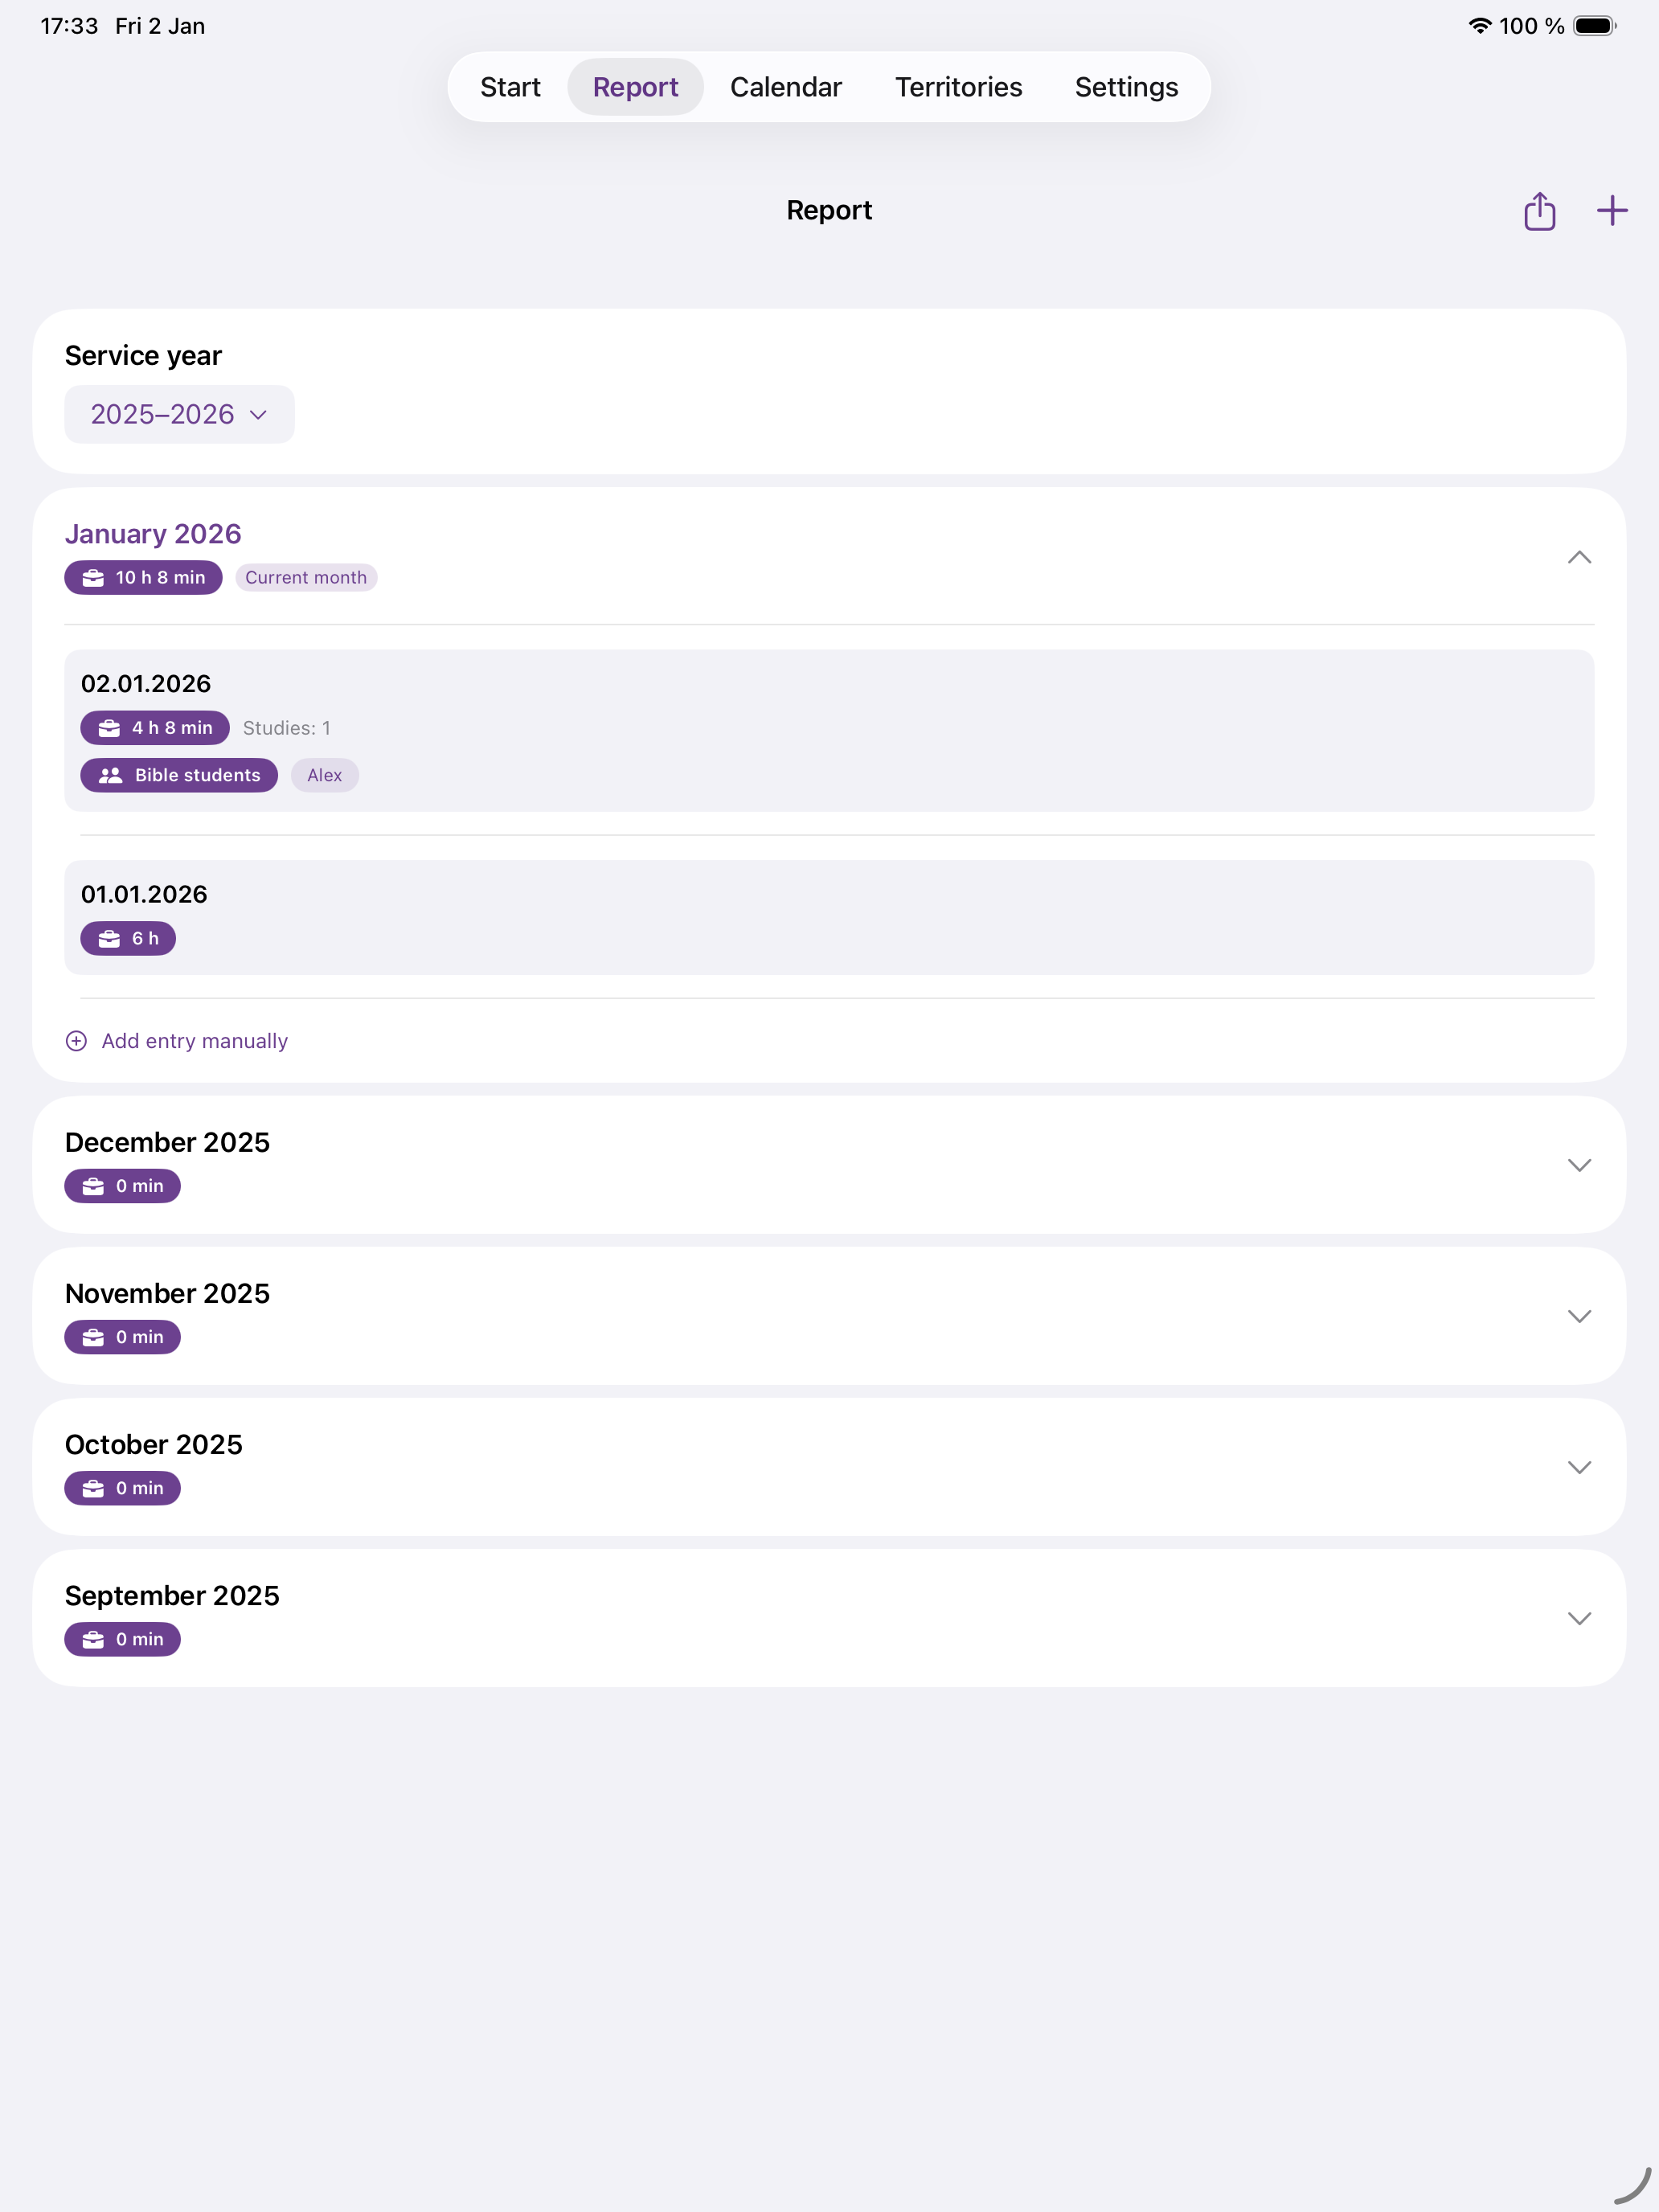 17:33 Fri 2 Jan 100 %
Start Report Calendar Territories Settings
Report
Service year
2025–2026
January 2026
10 h 8 min Current month
02.01.2026
4 h 8 min Studies: 1
Bible students Alex
01.01.2026
6 h
Add entry manually
December 2025
0 min
November 2025
0 min
October 2025
0 min
September 2025
0 min